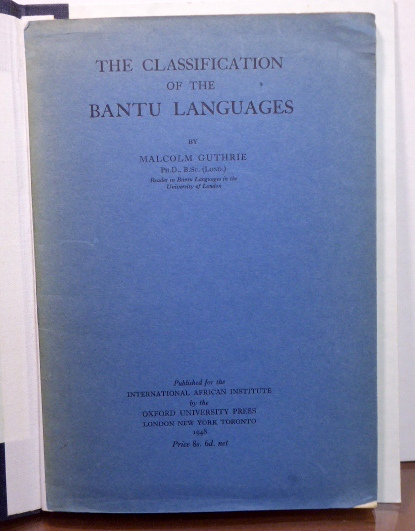 THE CLASSIFICATION
OF THE
BANTU LANGUAGES
BY
MALCOLM GUTHRIE
PH.D., B.SC. (LOND.)
Reader in Bantu Languages in the
University of London
Published for the
INTERNATIONAL AFRICAN INSTITUTE
by the
OXFORD UNIVERSITY PRESS
LONDON NEW YORK TORONTO
1948
Price 8s. 6d. net